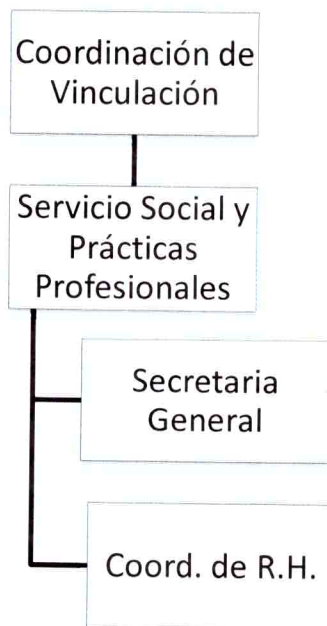 Coordinación de
Vinculación
Servicio Social y
Prácticas
Profesionales
Secretaria
General
Coord. de R.H.